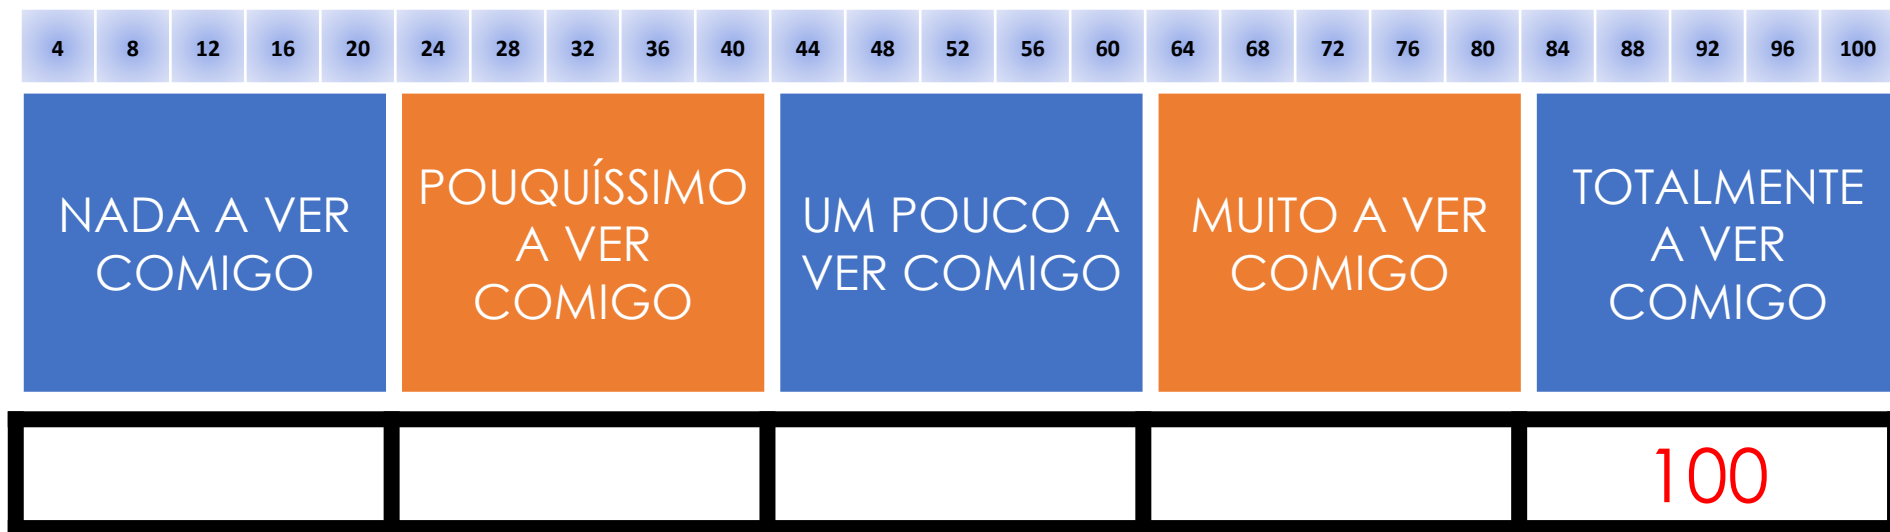 4 8 12 16 20 24 28 32 36 40 44 48 52 56 60 64 68 72 76 80 84 88 92 96 100
NADA A VER
COMIGO
POUQUÍSSIMO
A VER
COMIGO
UM POUCO A
VER COMIGO
MUITO A VER
COMIGO
TOTALMENTE
A VER
COMIGO
100